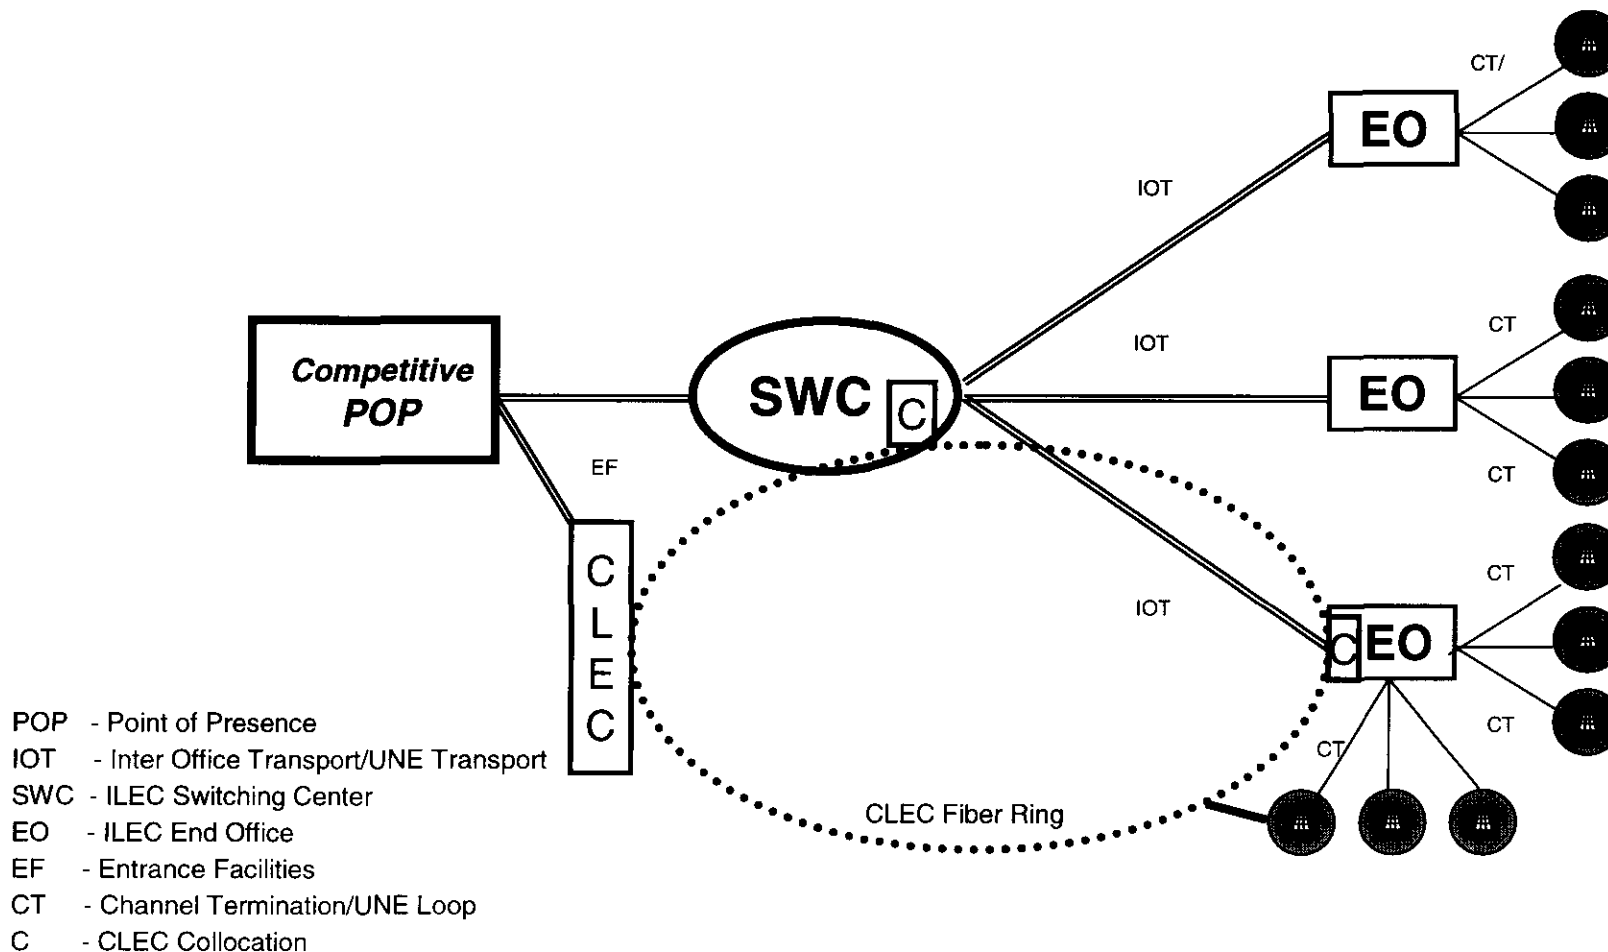 CT/
EO
IOT
Competitive
POP
SWC
C
IOT
EO
CT
CT
EF
C
L
E
C
IOT
C
EO
CT
CT
CT
CLEC Fiber Ring
POP - Point of Presence
IOT - Inter Office Transport/UNE Transport
SWC - ILEC Switching Center
EO - ILEC End Office
EF - Entrance Facilities
CT - Channel Termination/UNE Loop
C - CLEC Collocation